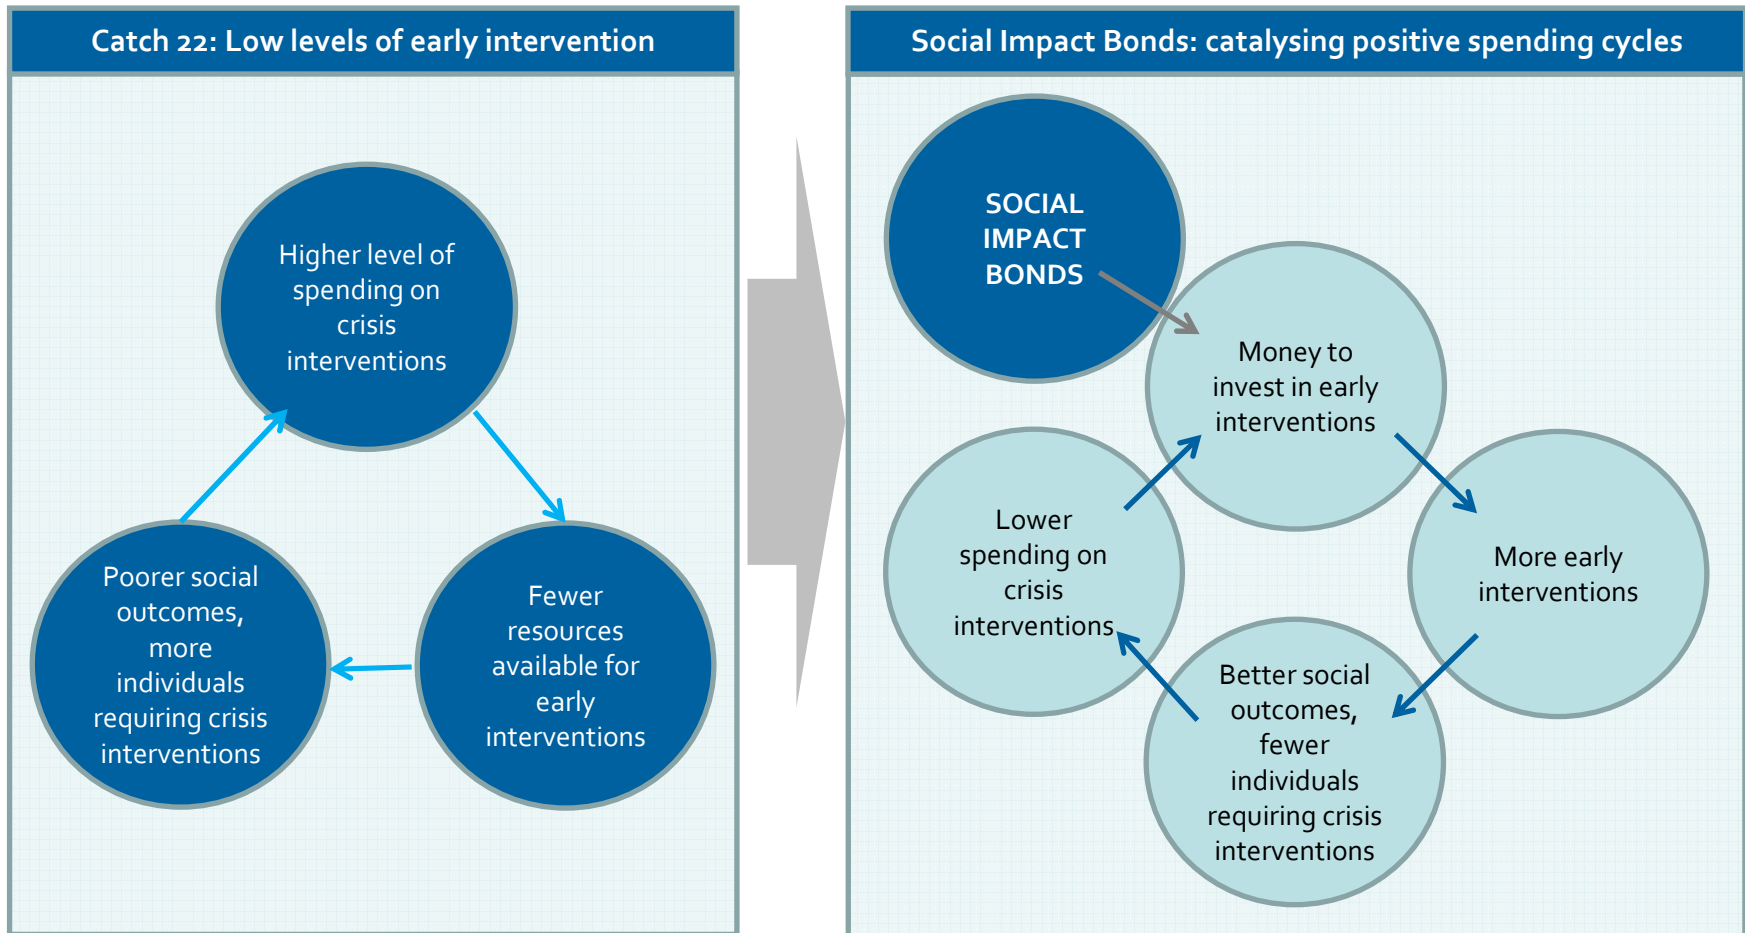 Catch 22: Low levels of early intervention
Higher level of
spending on
crisis
interventions
Poorer social
outcomes,
more
individuals
requiring crisis
interventions
Fewer
resources
available for
early
interventions
Social Impact Bonds: catalysing positive spending cycles
SOCIAL
IMPACT
BONDS
Money to
invest in early
interventions
Lower
spending on
crisis
interventions
More early
interventions
Better social
outcomes,
fewer
individuals
requiring crisis
interventions